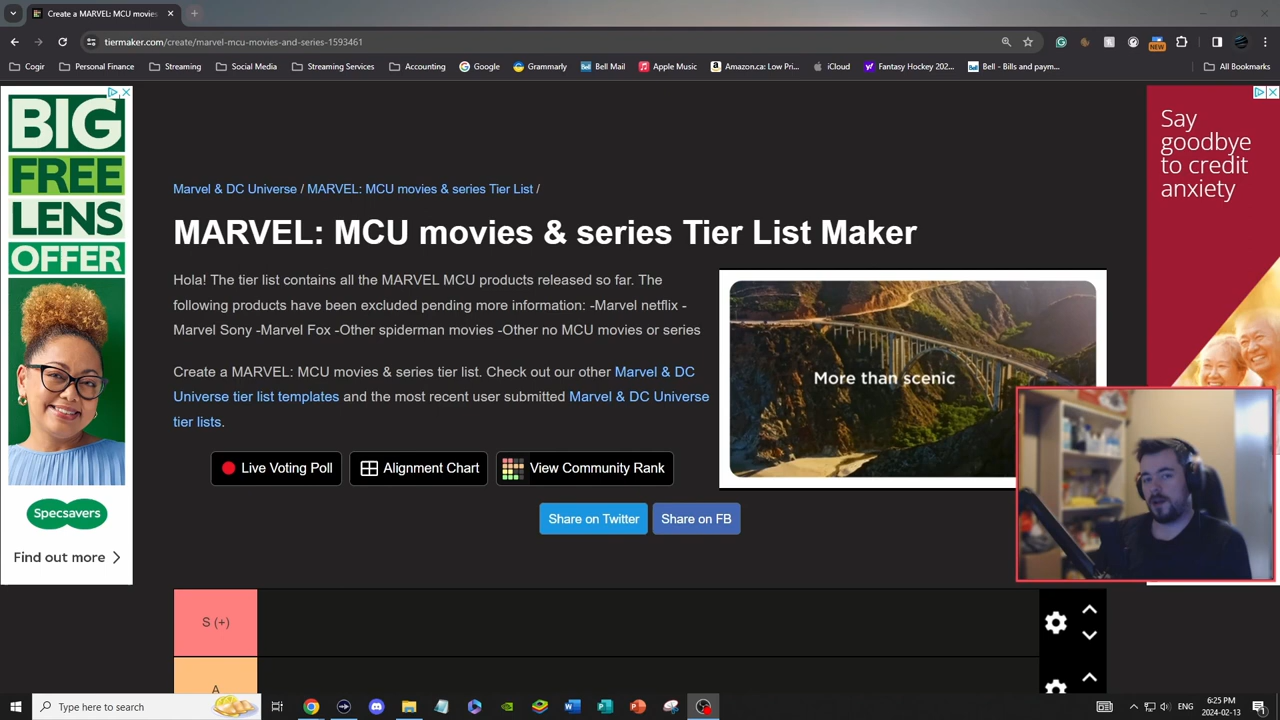 Create a MARVEL: MCU movies
tiermaker.com/create/marvel-mcu-movies-and-series-1593461
NEW
Cogir
Personal Finance
Streaming
Social Media
Streaming Services
Accounting
Google
Grammarly
Bell Mail
Apple Music
Amazon.ca: Low Pri...
iCloud
Fantasy Hockey 202...
Bell - Bills and paym...
All Bookmarks
BIG
FREE
LENS
OFFER
Specsavers
Find out more
Marvel & DC Universe / MARVEL: MCU movies & series Tier List /
MARVEL: MCU movies & series Tier List Maker
Hola! The tier list contains all the MARVEL MCU products released so far. The
following products have been excluded pending more information: -Marvel netflix -
Marvel Sony -Marvel Fox -Other spiderman movies -Other no MCU movies or series
Create a MARVEL: MCU movies & series tier list. Check out our other Marvel & DC
Universe tier list templates and the most recent user submitted Marvel & DC Universe
tier lists.
More than scenic
Live Voting Poll
Alignment Chart
View Community Rank
Share on Twitter
Share on FB
Say
goodbye
to credit
anxiety
S (+)
A
Type here to search
ENG
6:25 PM
2024-02-13